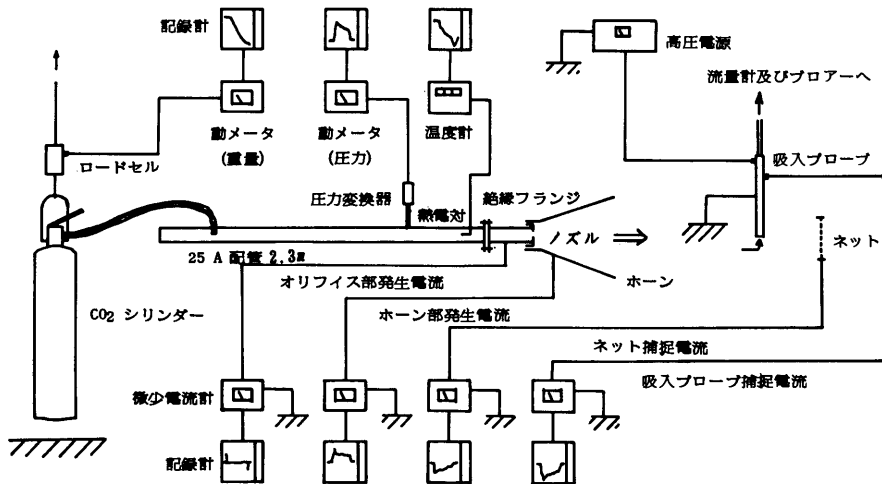 記録計
高圧電源
流量計及びブロアーへ
動メータ
(重量)
動メータ
(圧力)
温度計
吸入プローブ
ロードセル
圧力変換器
熱電対
絶縁フランジ
ノズル
ネット
25 A 配管 2.3m
オリフイス部発生電流
ホーン
CO2 シリンダー
ホーン部発生電流
ネット捕捉電流
吸入プローブ捕捉電流
微少電流計
記録計